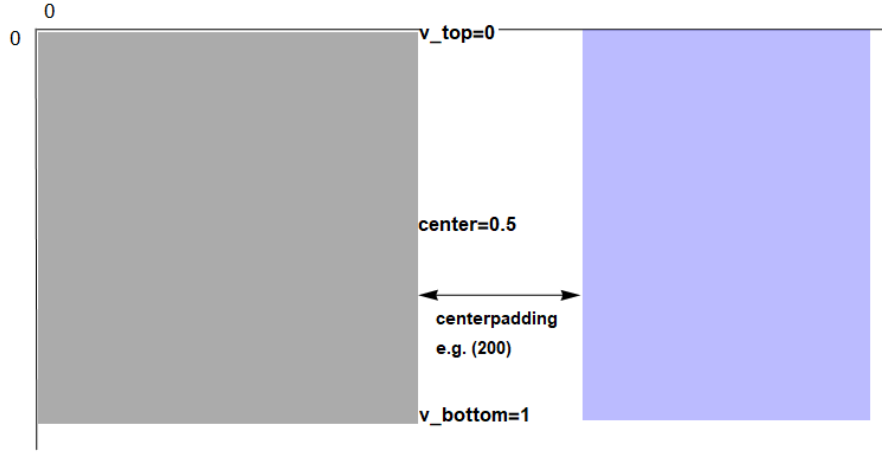 0
0
v_top=0
center=0.5
centerpadding
e.g. (200)
v_bottom=1